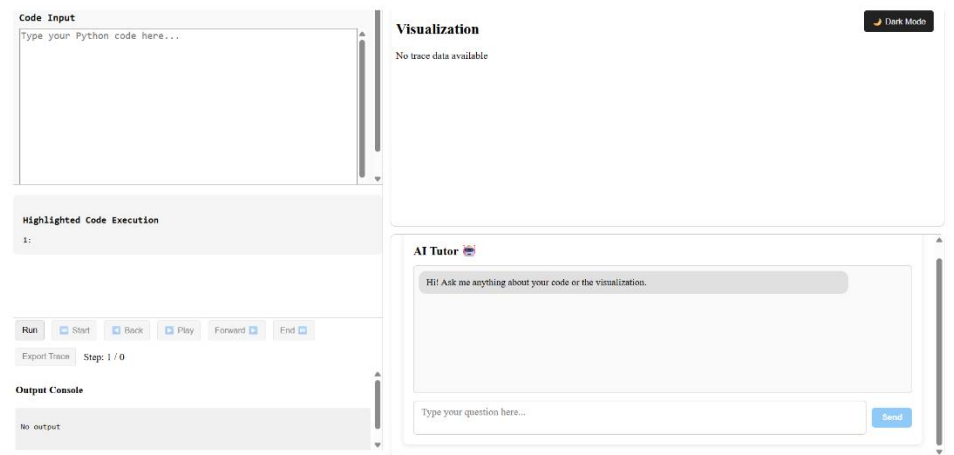 Code Input
Type your Python code here...
Highlighted Code Execution
1:
Run Start Back Play Forward End
Export Trace Step: 1 / 0
Output Console
No output
Visualization
Dark Mode
No trace data available
AI Tutor
Hi! Ask me anything about your code or the visualization.
Type your question here...
Send